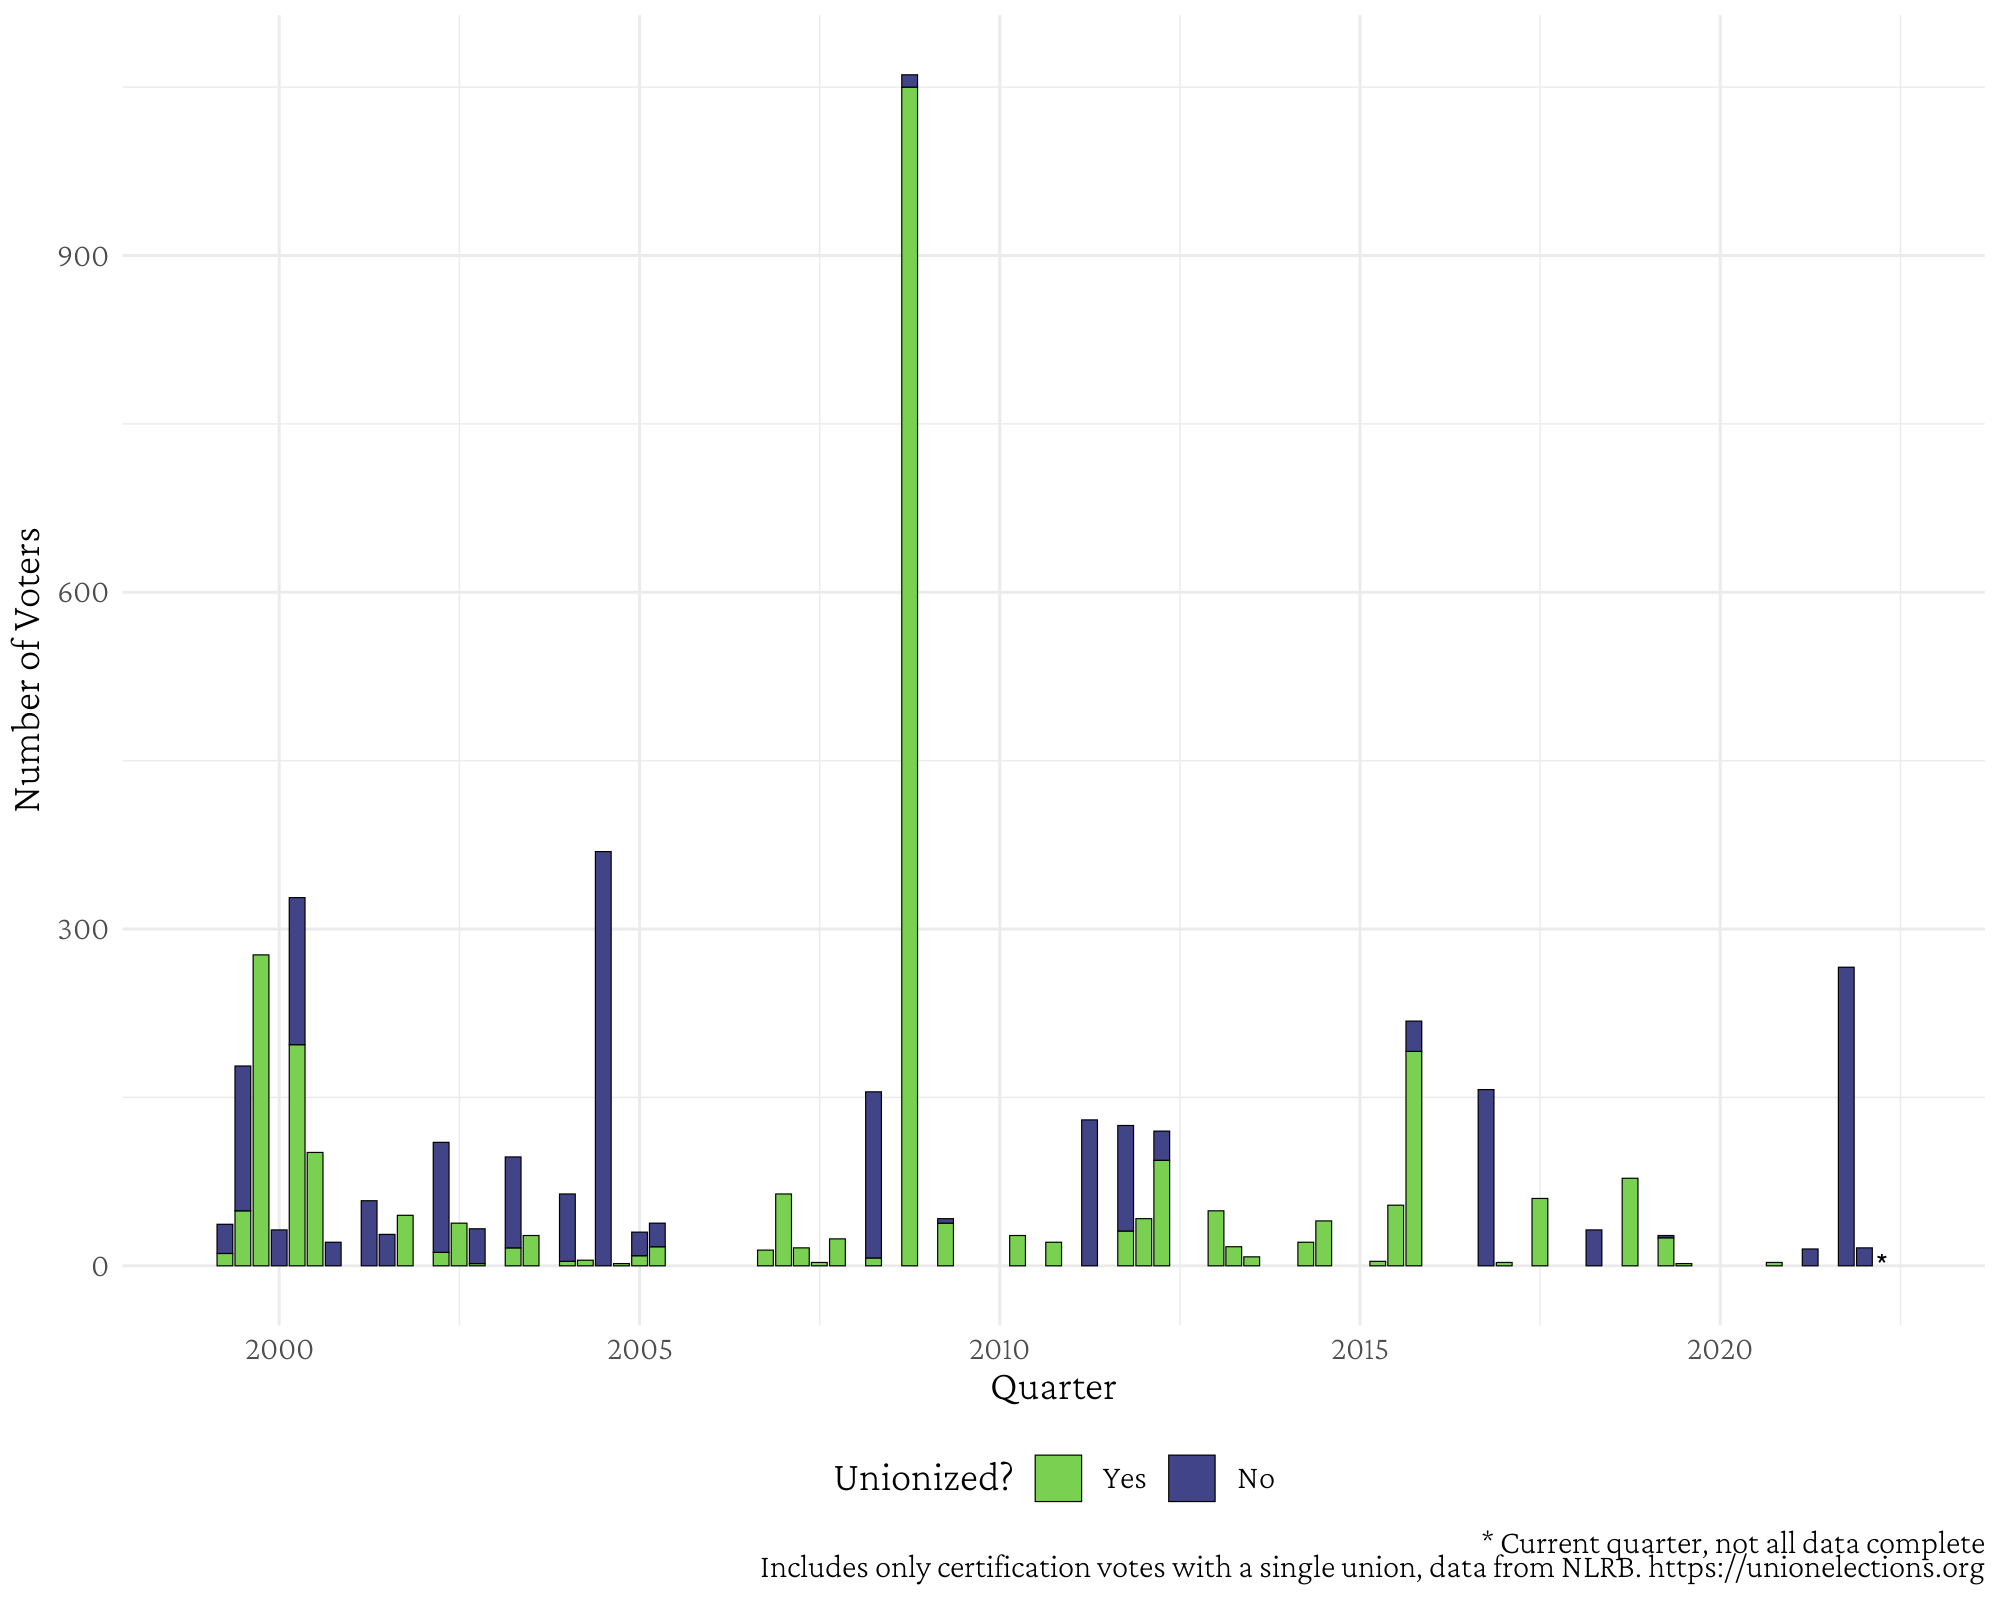 Number of Voters
900
600
300
0
2000 2005 2010 2015 2020
Quarter
*
Unionized? Yes No
* Current quarter, not all data complete
Includes only certification votes with a single union, data from NLRB. https://unionelections.org